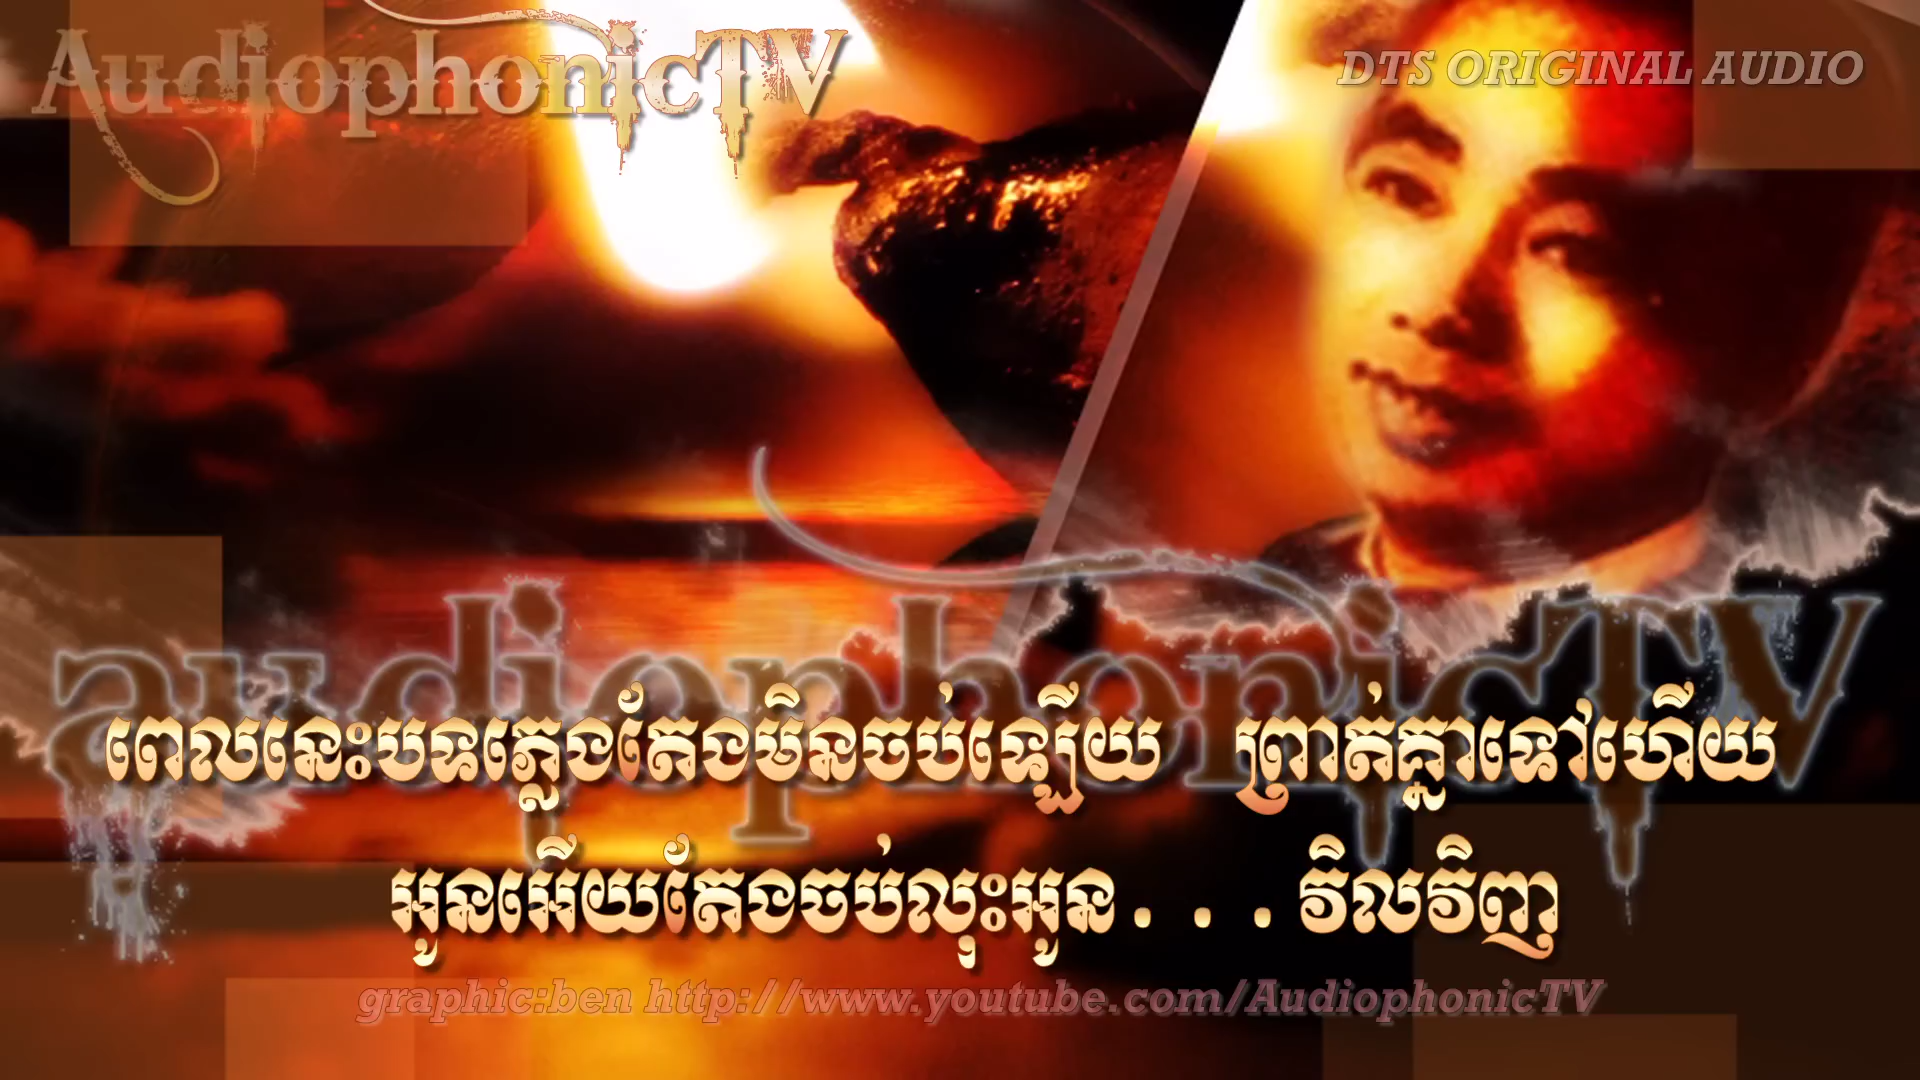 AudiophonicTV
DTS ORIGINAL AUDIO
audiophonicTV
ពេលនេះបទភ្លេងតែងមិនចប់ឡើយ ព្រាត់គ្នាទៅហើយ
អូនអើយតែងចប់លុះអូន . . . វិលវិញ
graphic:ben http://www.youtube.com/AudiophonicTV